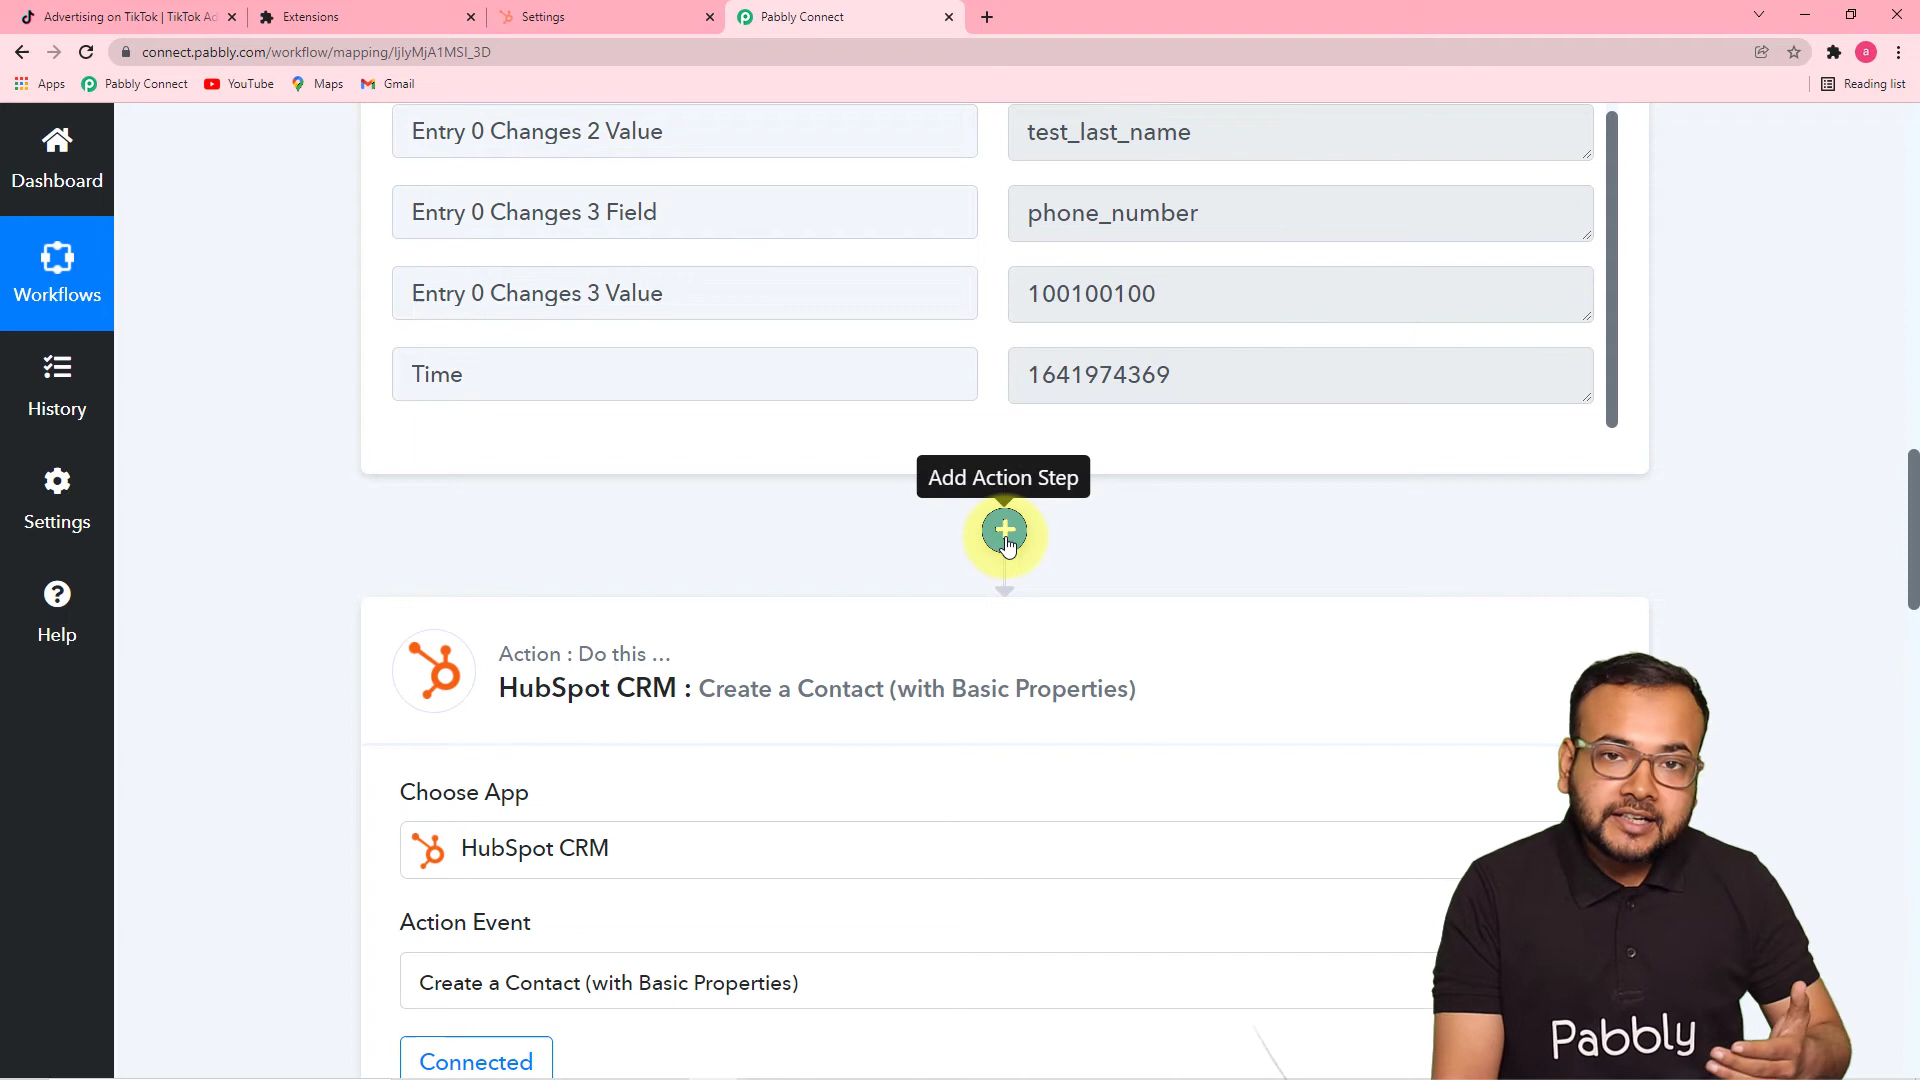 Advertising on TikTok | TikTok Ad
Extensions
Settings
Pabbly Connect
connect.pabbly.com/workflow/mapping/IjIyMjA1MSI_3D
a
Apps
Pabbly Connect
YouTube
Maps
Gmail
Reading list
Dashboard
Workflows
History
Settings
Help
Entry 0 Changes 2 Value
test_last_name
Entry 0 Changes 3 Field
phone_number
Entry 0 Changes 3 Value
100100100
Time
1641974369
Add Action Step
Action : Do this ...
HubSpot CRM : Create a Contact (with Basic Properties)
Choose App
HubSpot CRM
Action Event
Create a Contact (with Basic Properties)
Connected
Pabbly